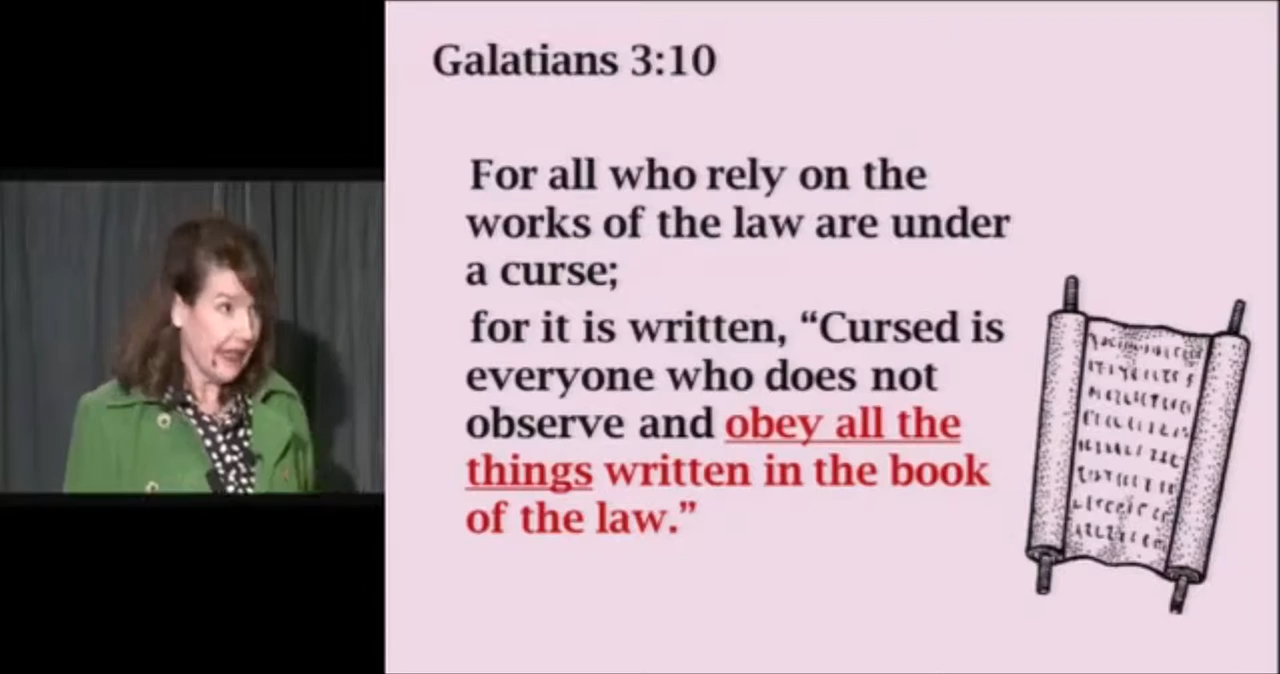 Galatians 3:10
For all who rely on the
works of the law are under
a curse;
for it is written, “Cursed is
everyone who does not
observe and obey all the
things written in the book
of the law.”